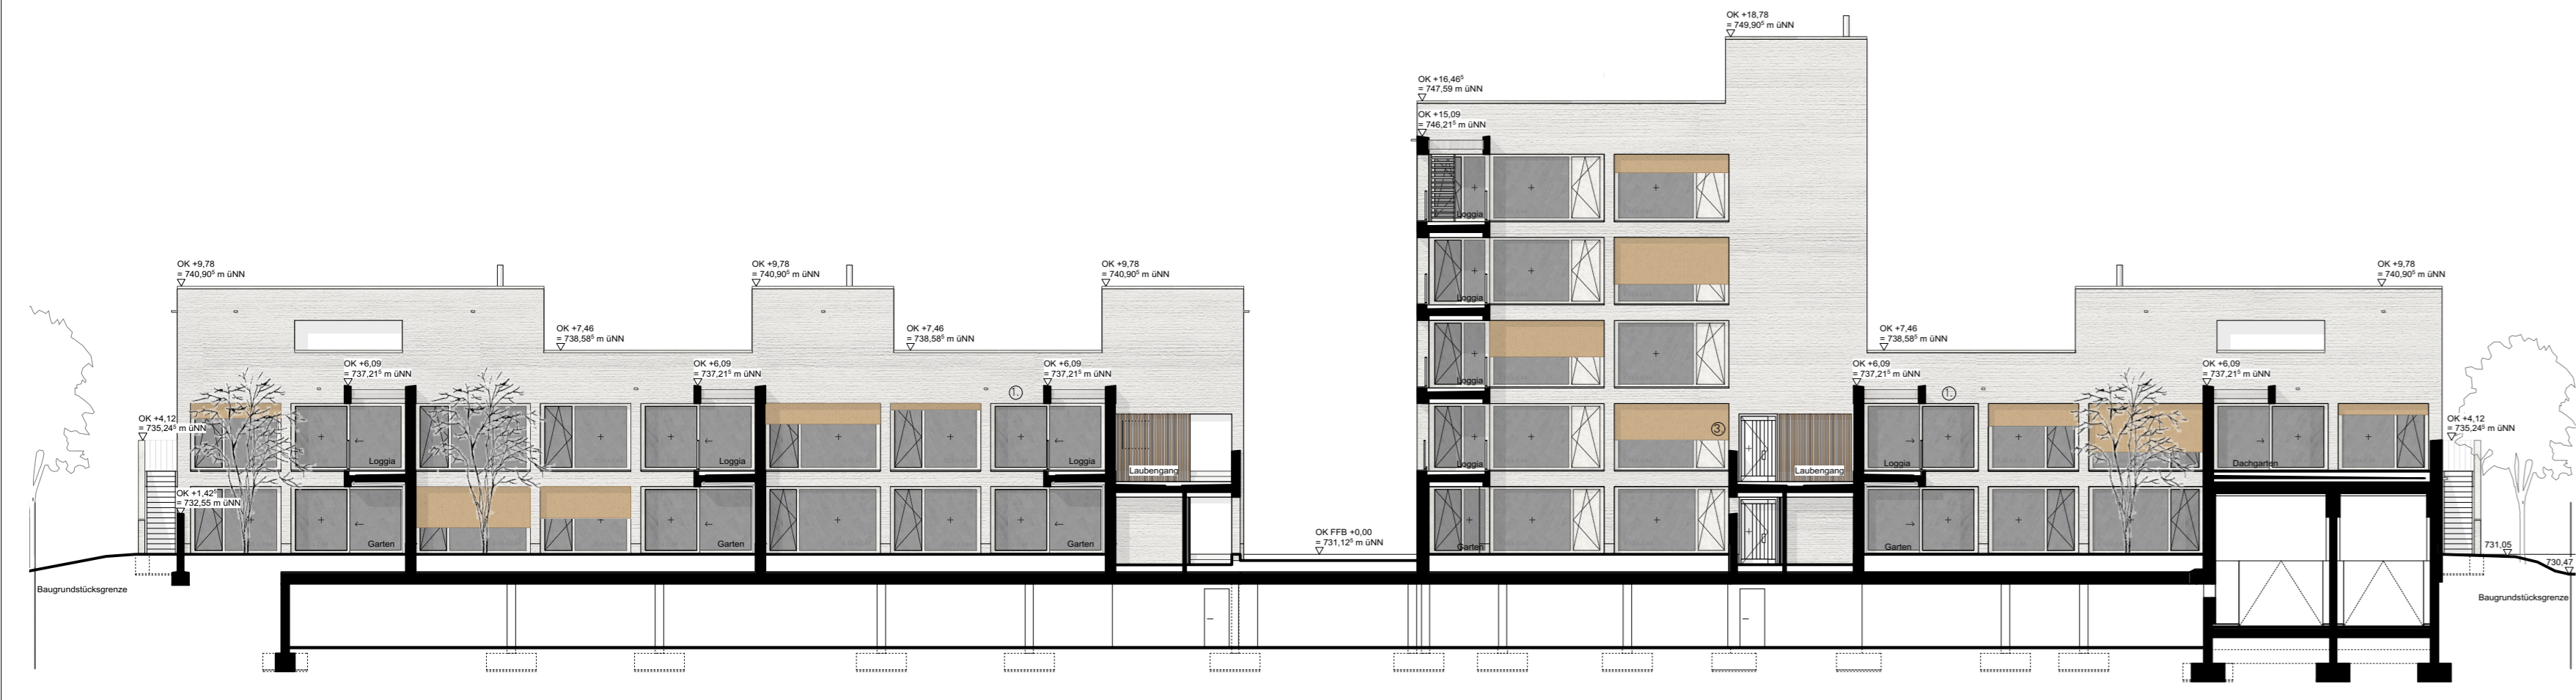 OK +18,78
= 749,90⁵ m üNN
OK +16,46⁵
= 747,59 m üNN
OK +15,09
= 746,21⁵ m üNN
Loggia
Loggia
Loggia
Loggia
Garten
OK +9,78
= 740,90⁵ m üNN
OK +9,78
= 740,90⁵ m üNN
OK +9,78
= 740,90⁵ m üNN
OK +9,78
= 740,90⁵ m üNN
OK +7,46
= 738,58⁵ m üNN
OK +7,46
= 738,58⁵ m üNN
OK +7,46
= 738,58⁵ m üNN
OK +6,09
= 737,21⁵ m üNN
OK +6,09
= 737,21⁵ m üNN
OK +6,09
= 737,21⁵ m üNN
OK +6,09
= 737,21⁵ m üNN
OK +6,09
= 737,21⁵ m üNN
1.
1.
3.
OK +4,12
= 735,24⁵ m üNN
OK +4,12
= 735,24⁵ m üNN
Loggia
Loggia
Loggia
Laubengang
Laubengang
Loggia
Dachgarten
OK +1,42⁵
= 732,55 m üNN
OK FFB +0,00
= 731,12⁵ m üNN
Garten
Garten
Garten
Garten
731,05
730,47
Baugrundstücksgrenze
Baugrundstücksgrenze